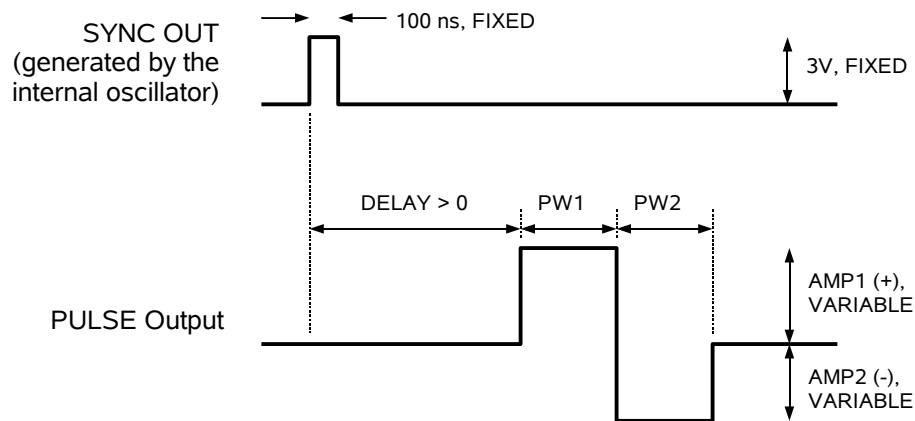 100 ns, FIXED
SYNC OUT
(generated by the
internal oscillator)
3V, FIXED
DELAY > 0
PW1
PW2
AMP1 (+),
VARIABLE
PULSE Output
AMP2 (-),
VARIABLE